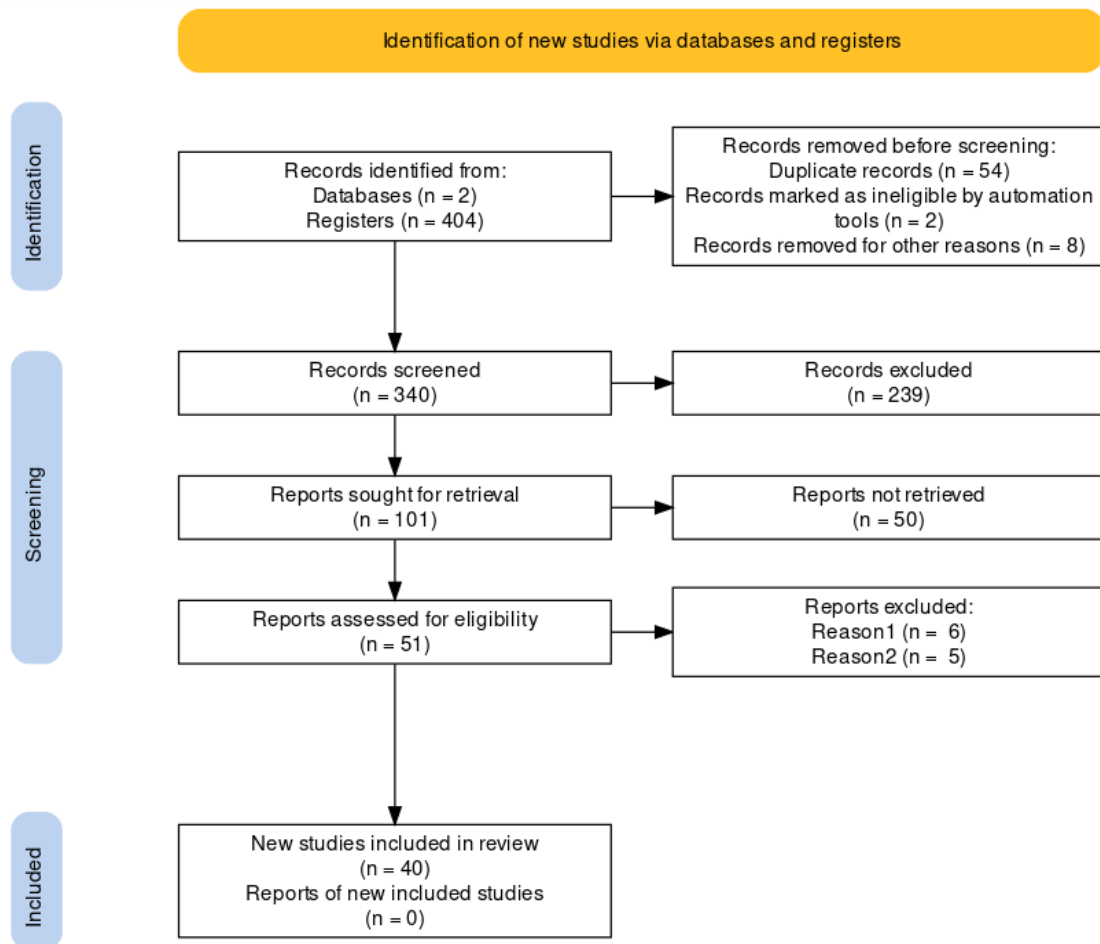 Identification of new studies via databases and registers
Identification
Records identified from:
Databases (n = 2)
Registers (n = 404)
Records removed before screening:
Duplicate records (n = 54)
Records marked as ineligible by automation
tools (n = 2)
Records removed for other reasons (n = 8)
Screening
Records screened
(n = 340)
Records excluded
(n = 239)
Reports sought for retrieval
(n = 101)
Reports not retrieved
(n = 50)
Reports assessed for eligibility
(n = 51)
Reports excluded:
Reason1 (n = 6)
Reason2 (n = 5)
Included
New studies included in review
(n = 40)
Reports of new included studies
(n = 0)